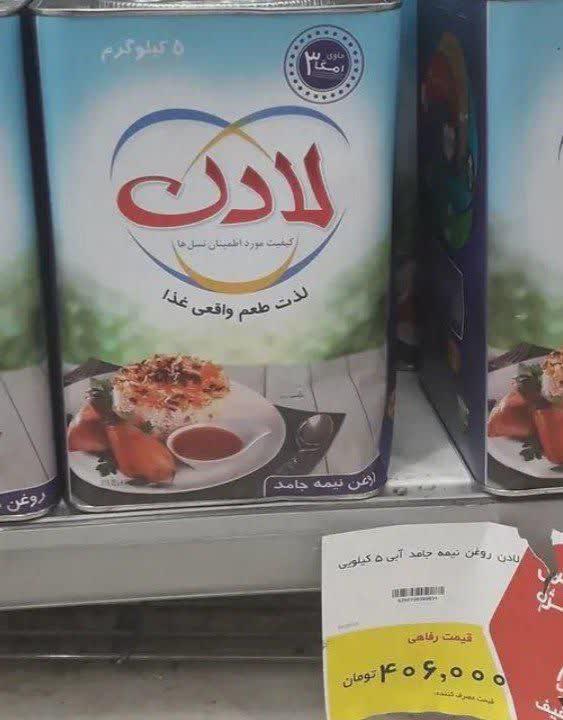 ۵ کیلوگرم
حاوی
امگا ۳
لادن
کیفیت مورد اطمینان نسل‌ها
لذت طعم واقعی غذا
روغن نیمه جامد
روغن
لادن روغن نیمه جامد آبی ۵ کیلویی
قیمت رفاهی
۴۰۶,۰۰۰ تومان
قیمت مصرف کننده: